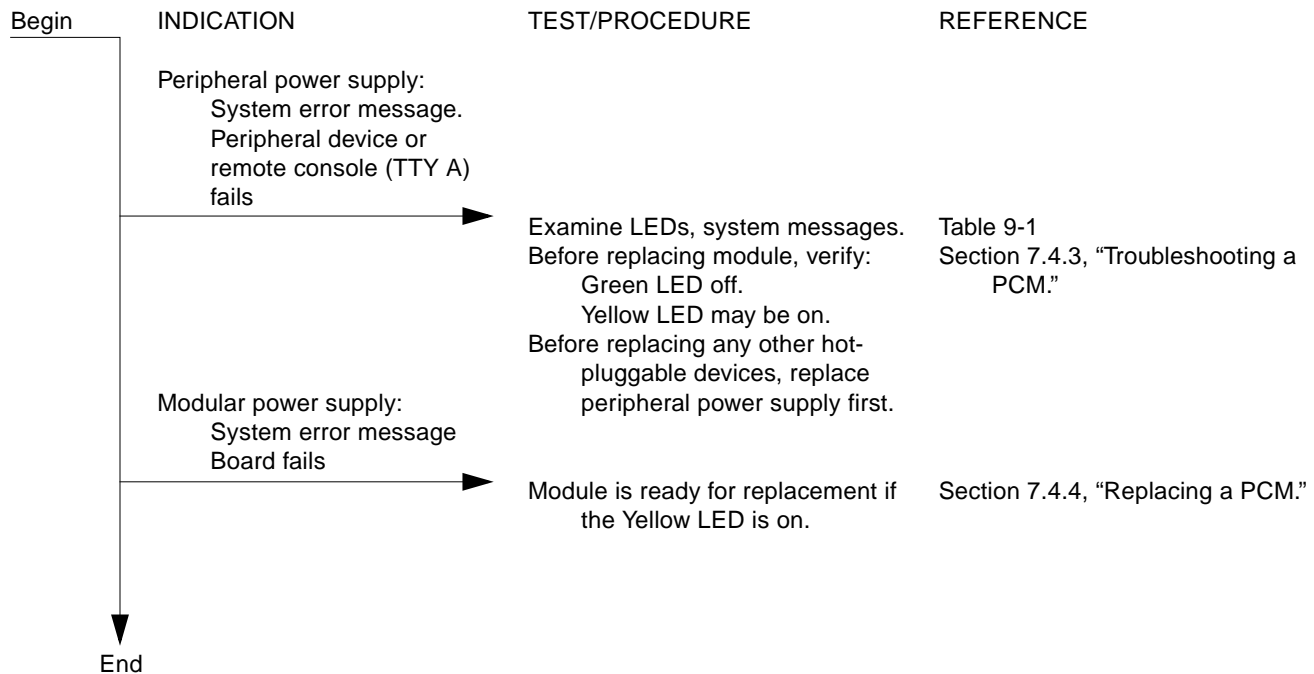 Begin INDICATION TEST/PROCEDURE REFERENCE
Peripheral power supply:
System error message.
Peripheral device or
remote console (TTY A)
fails
Examine LEDs, system messages. Table 9-1
Before replacing module, verify: Section 7.4.3, “Troubleshooting a
Green LED off. PCM.”
Yellow LED may be on.
Before replacing any other hot-
pluggable devices, replace
peripheral power supply first.
Modular power supply:
System error message
Board fails
Module is ready for replacement if Section 7.4.4, “Replacing a PCM.”
the Yellow LED is on.
End